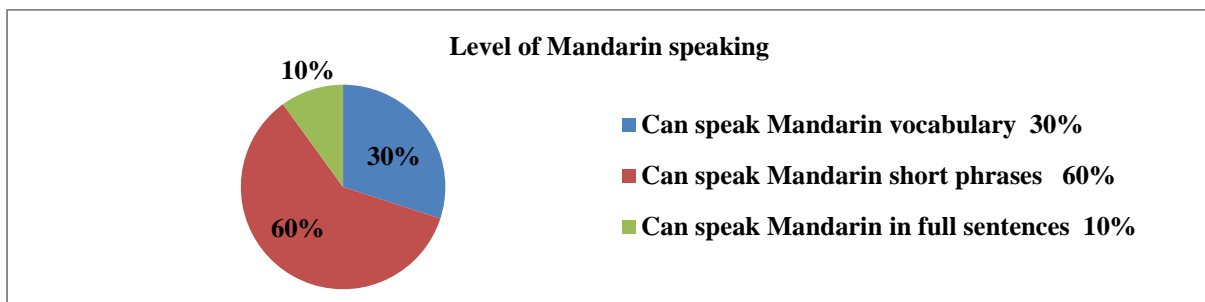 Level of Mandarin speaking
10%
30%
60%
Can speak Mandarin vocabulary 30%
Can speak Mandarin short phrases 60%
Can speak Mandarin in full sentences 10%